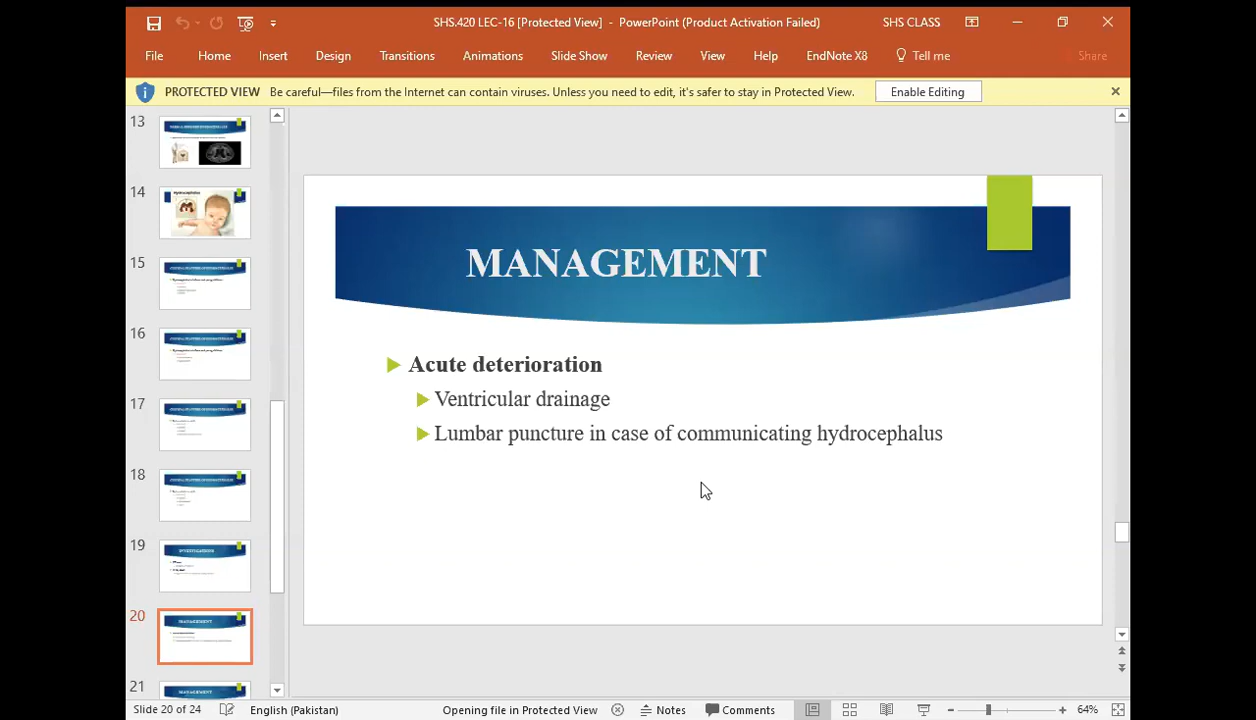 SHS.420 LEC-16 [Protected View] - PowerPoint (Product Activation Failed)
SHS CLASS
File Home Insert Design Transitions Animations Slide Show Review View Help EndNote X8 Tell me Share
PROTECTED VIEW Be careful—files from the Internet can contain viruses. Unless you need to edit, it's safer to stay in Protected View. Enable Editing
13
14
Hydrocephalus
15
16
17
18
19
20
MANAGEMENT
21
MANAGEMENT
MANAGEMENT
Acute deterioration
Ventricular drainage
Lumbar puncture in case of communicating hydrocephalus
Slide 20 of 24 English (Pakistan) Opening file in Protected View Notes Comments 64%